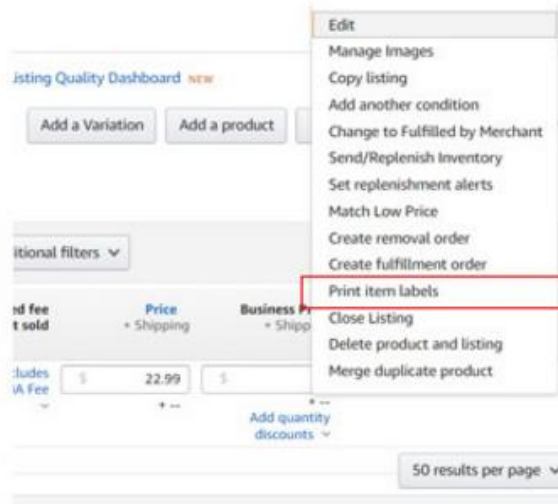 Edit
Manage Images
Copy listing
Add another condition
Change to Fulfilled by Merchant
Send/Replenish Inventory
Set replenishment alerts
Match Low Price
Create removal order
Create fulfillment order
Print item labels
Close Listing
Delete product and listing
Merge duplicate product
isting Quality Dashboard NEW
Add a Variation Add a product
itional filters
ed fee Price Business P
t sold + Shipping + Shipp
ludes $ 22.99 $
A Fee
+ -- + --
Add quantity
discounts
50 results per page